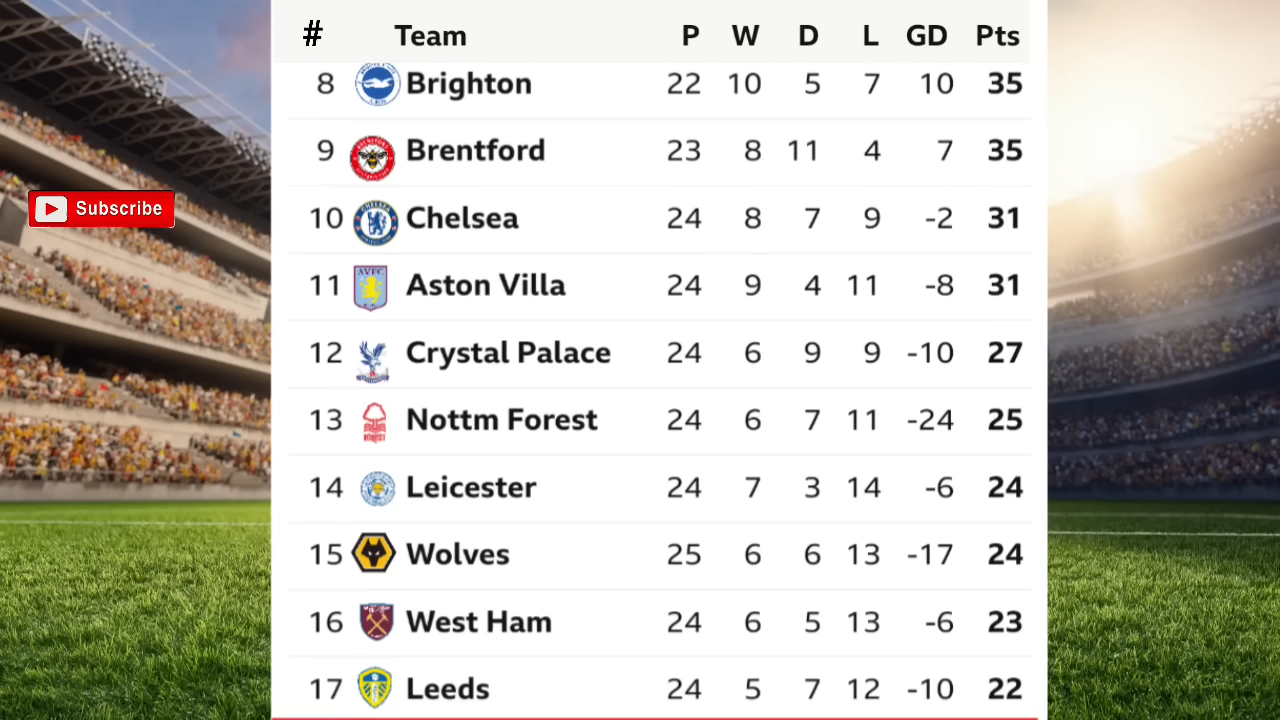 # Team P W D L GD Pts
8 Brighton 22 10 5 7 10 35
9 Brentford 23 8 11 4 7 35
10 Chelsea 24 8 7 9 -2 31
11 Aston Villa 24 9 4 11 -8 31
12 Crystal Palace 24 6 9 9 -10 27
13 Nottm Forest 24 6 7 11 -24 25
14 Leicester 24 7 3 14 -6 24
15 Wolves 25 6 6 13 -17 24
16 West Ham 24 6 5 13 -6 23
17 Leeds 24 5 7 12 -10 22
Subscribe